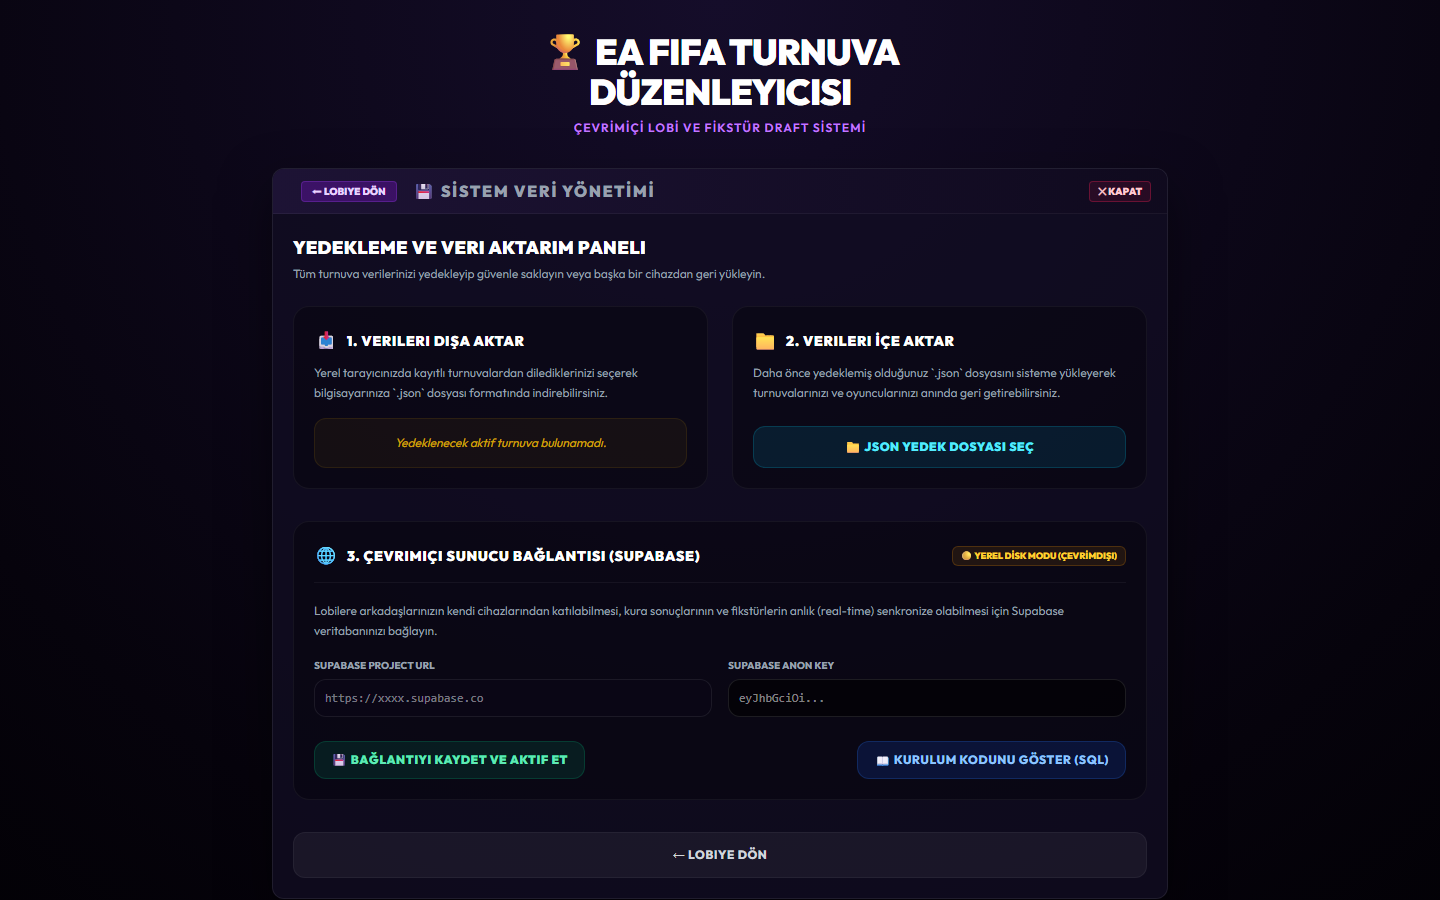 EA FIFA TURNUVA
DÜZENLEYICISI
ÇEVRİMİÇİ LOBİ VE FİKSTÜR DRAFT SİSTEMİ
← LOBIYE DÖN
SİSTEM VERİ YÖNETİMİ
✕ KAPAT
YEDEKLEME VE VERI AKTARIM PANELI
Tüm turnuva verilerinizi yedekleyip güvenle saklayın veya başka bir cihazdan geri yükleyin.
1. VERILERI DIŞA AKTAR
Yerel tarayıcınızda kayıtlı turnuvalardan dilediklerinizi seçerek
bilgisayarınıza `.json` dosyası formatında indirebilirsiniz.
Yedeklenecek aktif turnuva bulunamadı.
2. VERILERI İÇE AKTAR
Daha önce yedeklemiş olduğunuz `.json` dosyasını sisteme yükleyerek
turnuvalarınızı ve oyuncularınızı anında geri getirebilirsiniz.
JSON YEDEK DOSYASI SEÇ
3. ÇEVRIMIÇI SUNUCU BAĞLANTISI (SUPABASE)
YEREL DİSK MODU (ÇEVRİMDIŞI)
Lobilere arkadaşlarınızın kendi cihazlarından katılabilmesi, kura sonuçlarının ve fikstürlerin anlık (real-time) senkronize olabilmesi için Supabase
veritabanınızı bağlayın.
SUPABASE PROJECT URL
SUPABASE ANON KEY
https://xxxx.supabase.co
eyJhbGciOi...
BAĞLANTIYI KAYDET VE AKTIF ET
KURULUM KODUNU GÖSTER (SQL)
← LOBIYE DÖN